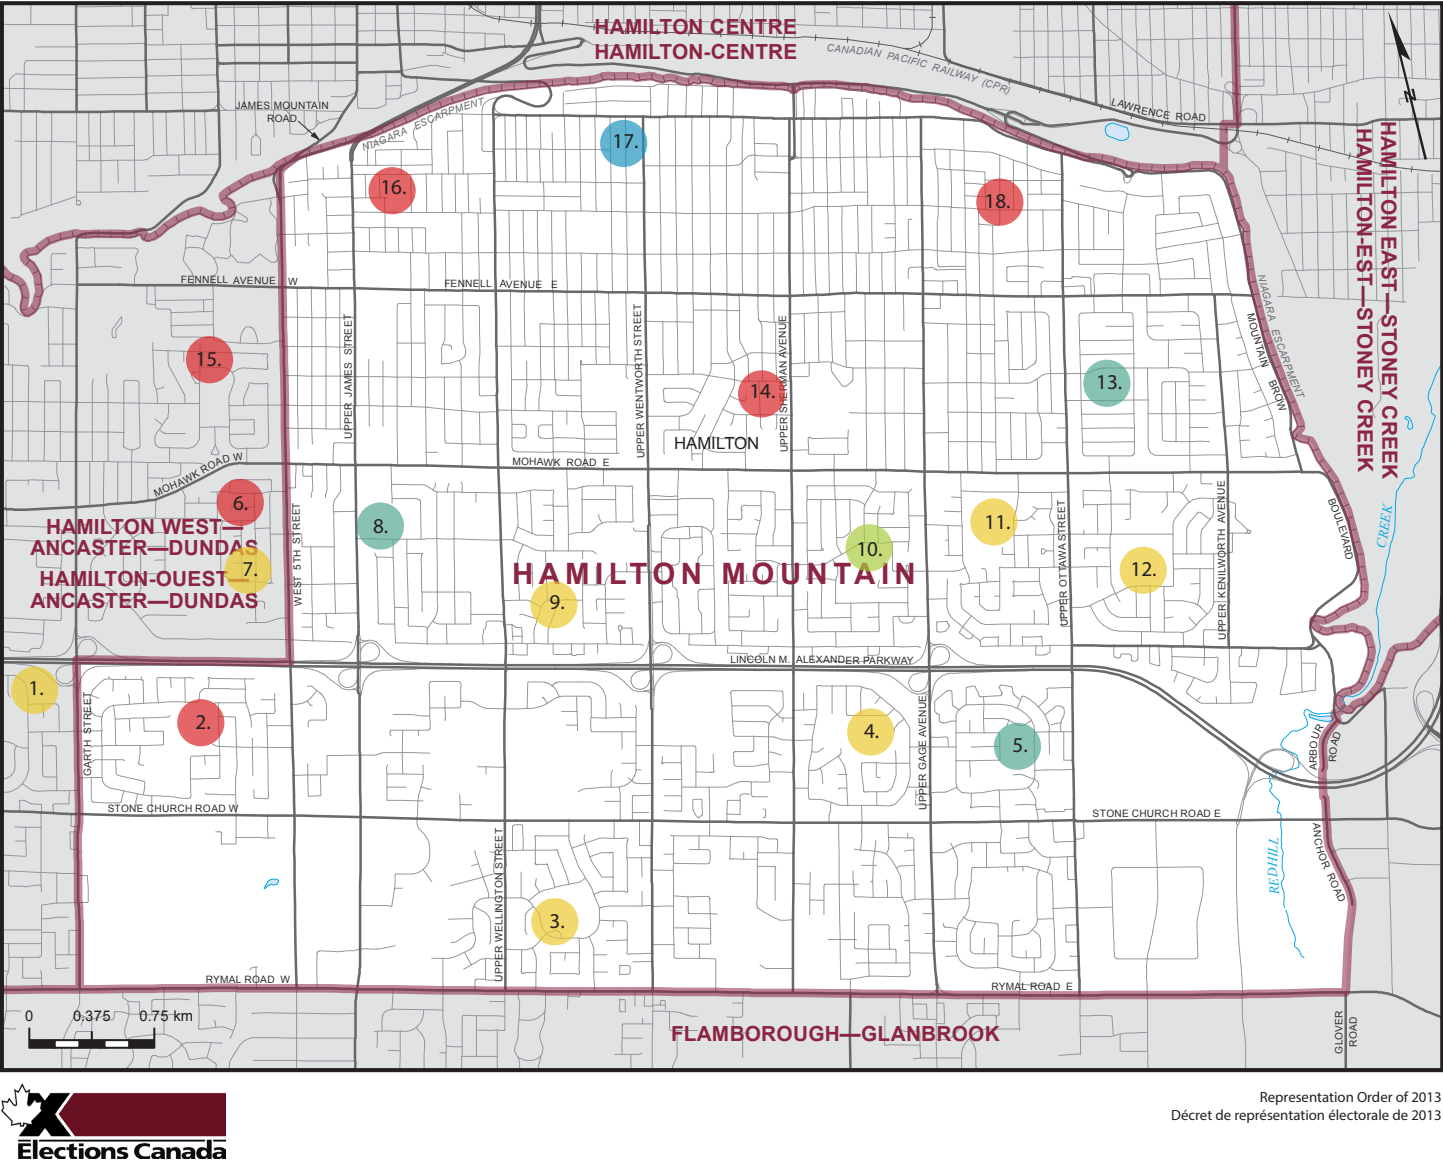 HAMILTON CENTRE
HAMILTON-CENTRE
CANADIAN PACIFIC RAILWAY (CPR)
LAWRENCE ROAD
N
JAMES MOUNTAIN
ROAD
NIAGARA ESCARPMENT
17.
16.
18.
HAMILTON EAST—STONEY CREEK
HAMILTON-EST—STONEY CREEK
FENNELL AVENUE W
FENNELL AVENUE E
NIAGARA ESCARPMENT
MOUNTAIN BROW
BOULEVARD
UPPER JAMES STREET
UPPER WENTWORTH STREET
UPPER SHERMAN AVENUE
15.
14.
13.
HAMILTON
MOHAWK ROAD W
MOHAWK ROAD E
6.
HAMILTON WEST—
ANCASTER—DUNDAS
7.
HAMILTON-OUEST—
ANCASTER—DUNDAS
WEST 5TH STREET
8.
9.
10.
HAMILTON MOUNTAIN
11.
UPPER OTTAWA STREET
12.
UPPER KENILWORTH AVENUE
CREEK
LINCOLN M. ALEXANDER PARKWAY
1.
GARTH STREET
2.
4.
UPPER GAGE AVENUE
5.
ARBOUR
ROAD
STONE CHURCH ROAD W
STONE CHURCH ROAD E
UPPER WELLINGTON STREET
3.
REDHILL
ANCHOR ROAD
RYMAL ROAD W
RYMAL ROAD E
0 0.375 0.75 km
FLAMBOROUGH—GLANBROOK
GLOVER
ROAD
Elections Canada
Representation Order of 2013
Décret de représentation électorale de 2013